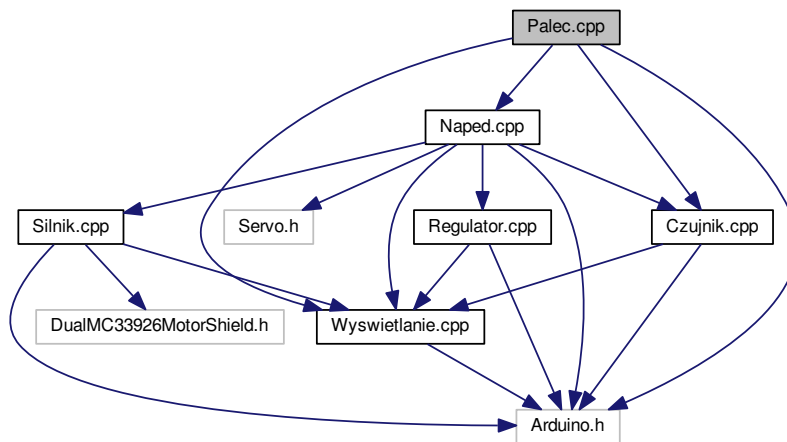 Palec.cpp
Naped.cpp
Silnik.cpp
Servo.h
Regulator.cpp
Czujnik.cpp
DualMC33926MotorShield.h
Wyswietlanie.cpp
Arduino.h